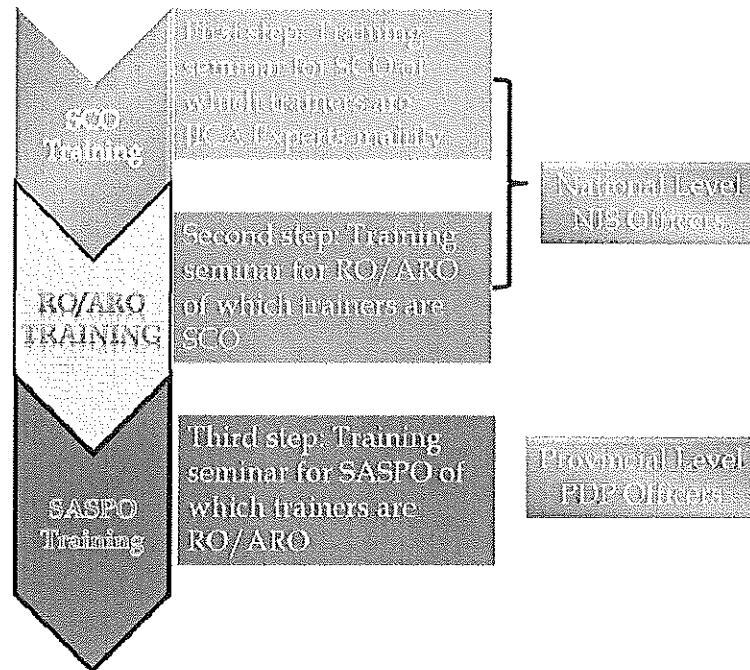 SCO
Training
First step: Training
seminar for SCO of
which trainers are
JICA Experts mainly
National Level
NIS Officers
RO/ARO
TRAINING
Second step: Training
seminar for RO/ARO
of which trainers are
SCO
SASPO
Training
Third step: Training
seminar for SASPO of
which trainers are
RO/ARO
Provincial Level
PDP Officers